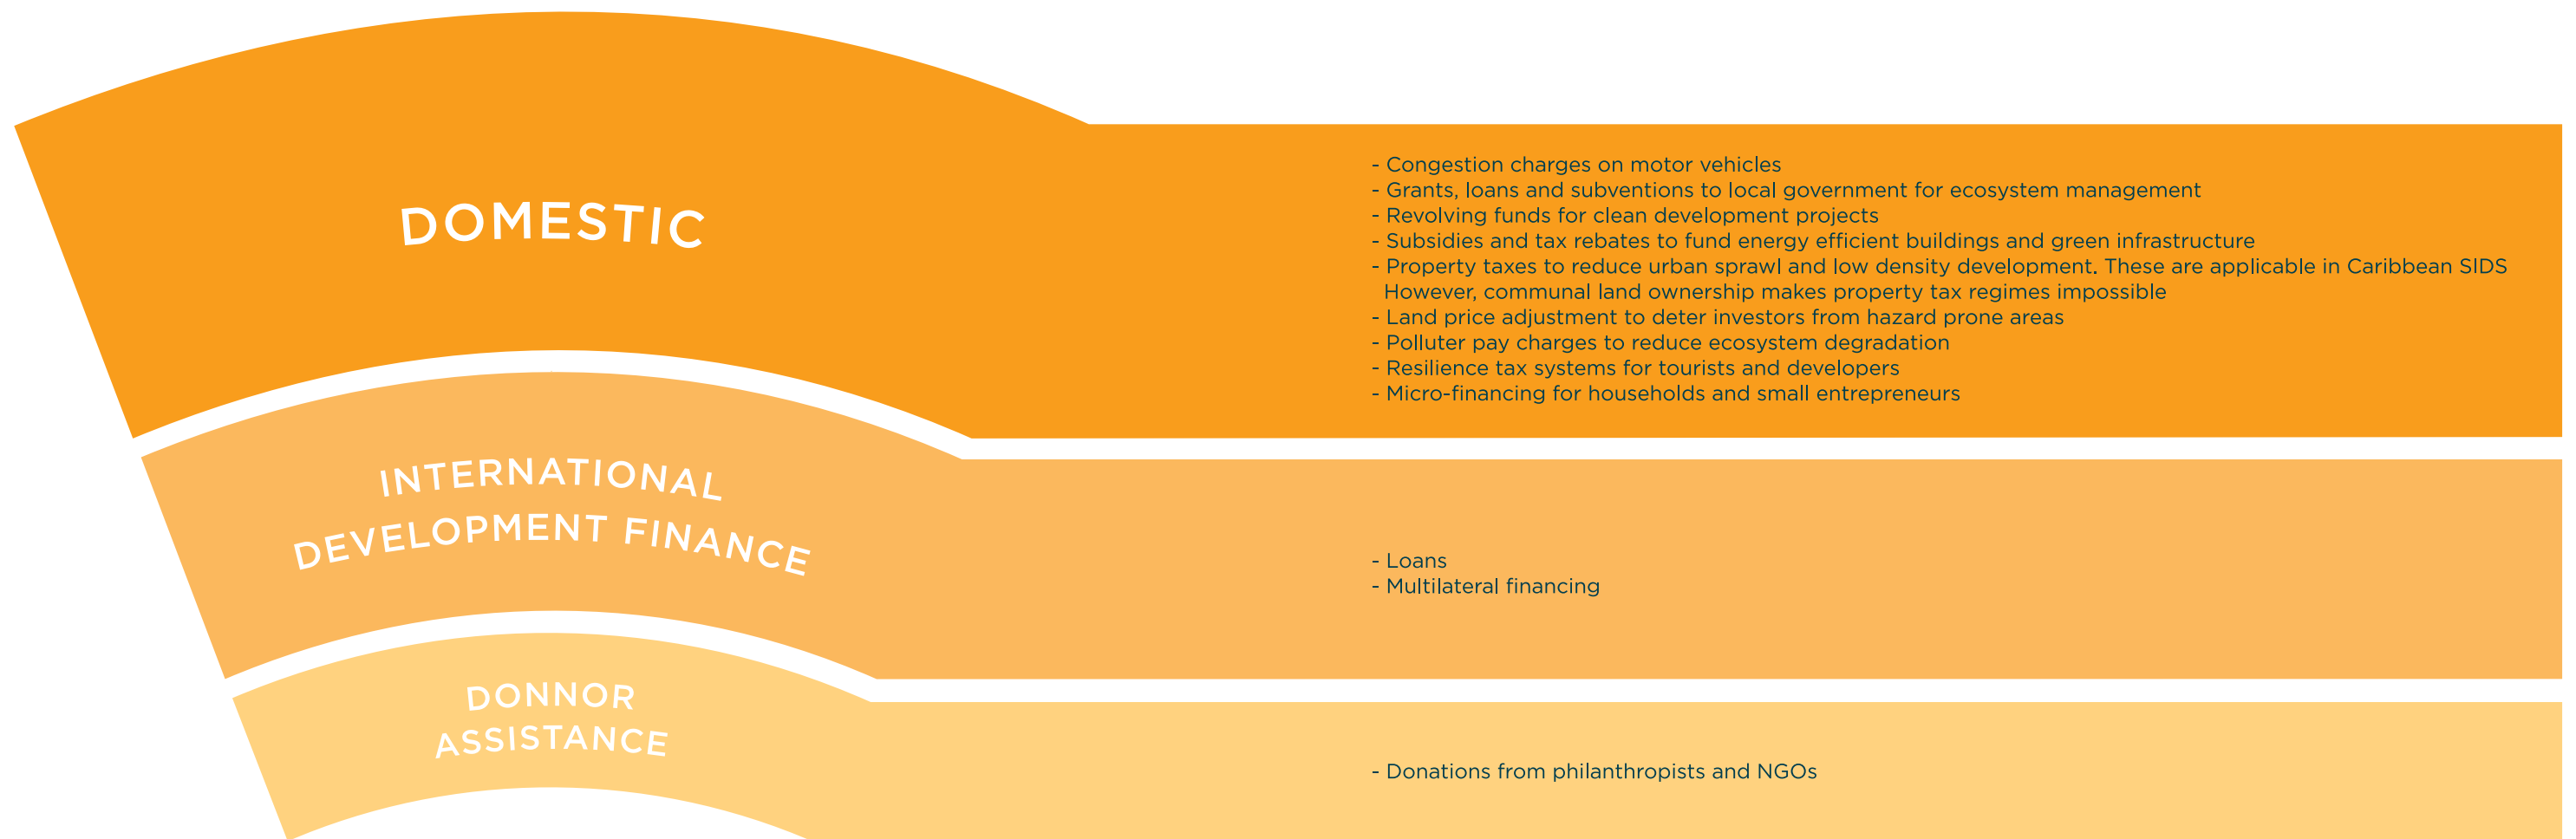 DOMESTIC
- Congestion charges on motor vehicles
- Grants, loans and subventions to local government for ecosystem management
- Revolving funds for clean development projects
- Subsidies and tax rebates to fund energy efficient buildings and green infrastructure
- Property taxes to reduce urban sprawl and low density development. These are applicable in Caribbean SIDS
However, communal land ownership makes property tax regimes impossible
- Land price adjustment to deter investors from hazard prone areas
- Polluter pay charges to reduce ecosystem degradation
- Resilience tax systems for tourists and developers
- Micro-financing for households and small entrepreneurs
INTERNATIONAL
DEVELOPMENT FINANCE
- Loans
- Multilateral financing
DONNOR
ASSISTANCE
- Donations from philanthropists and NGOs